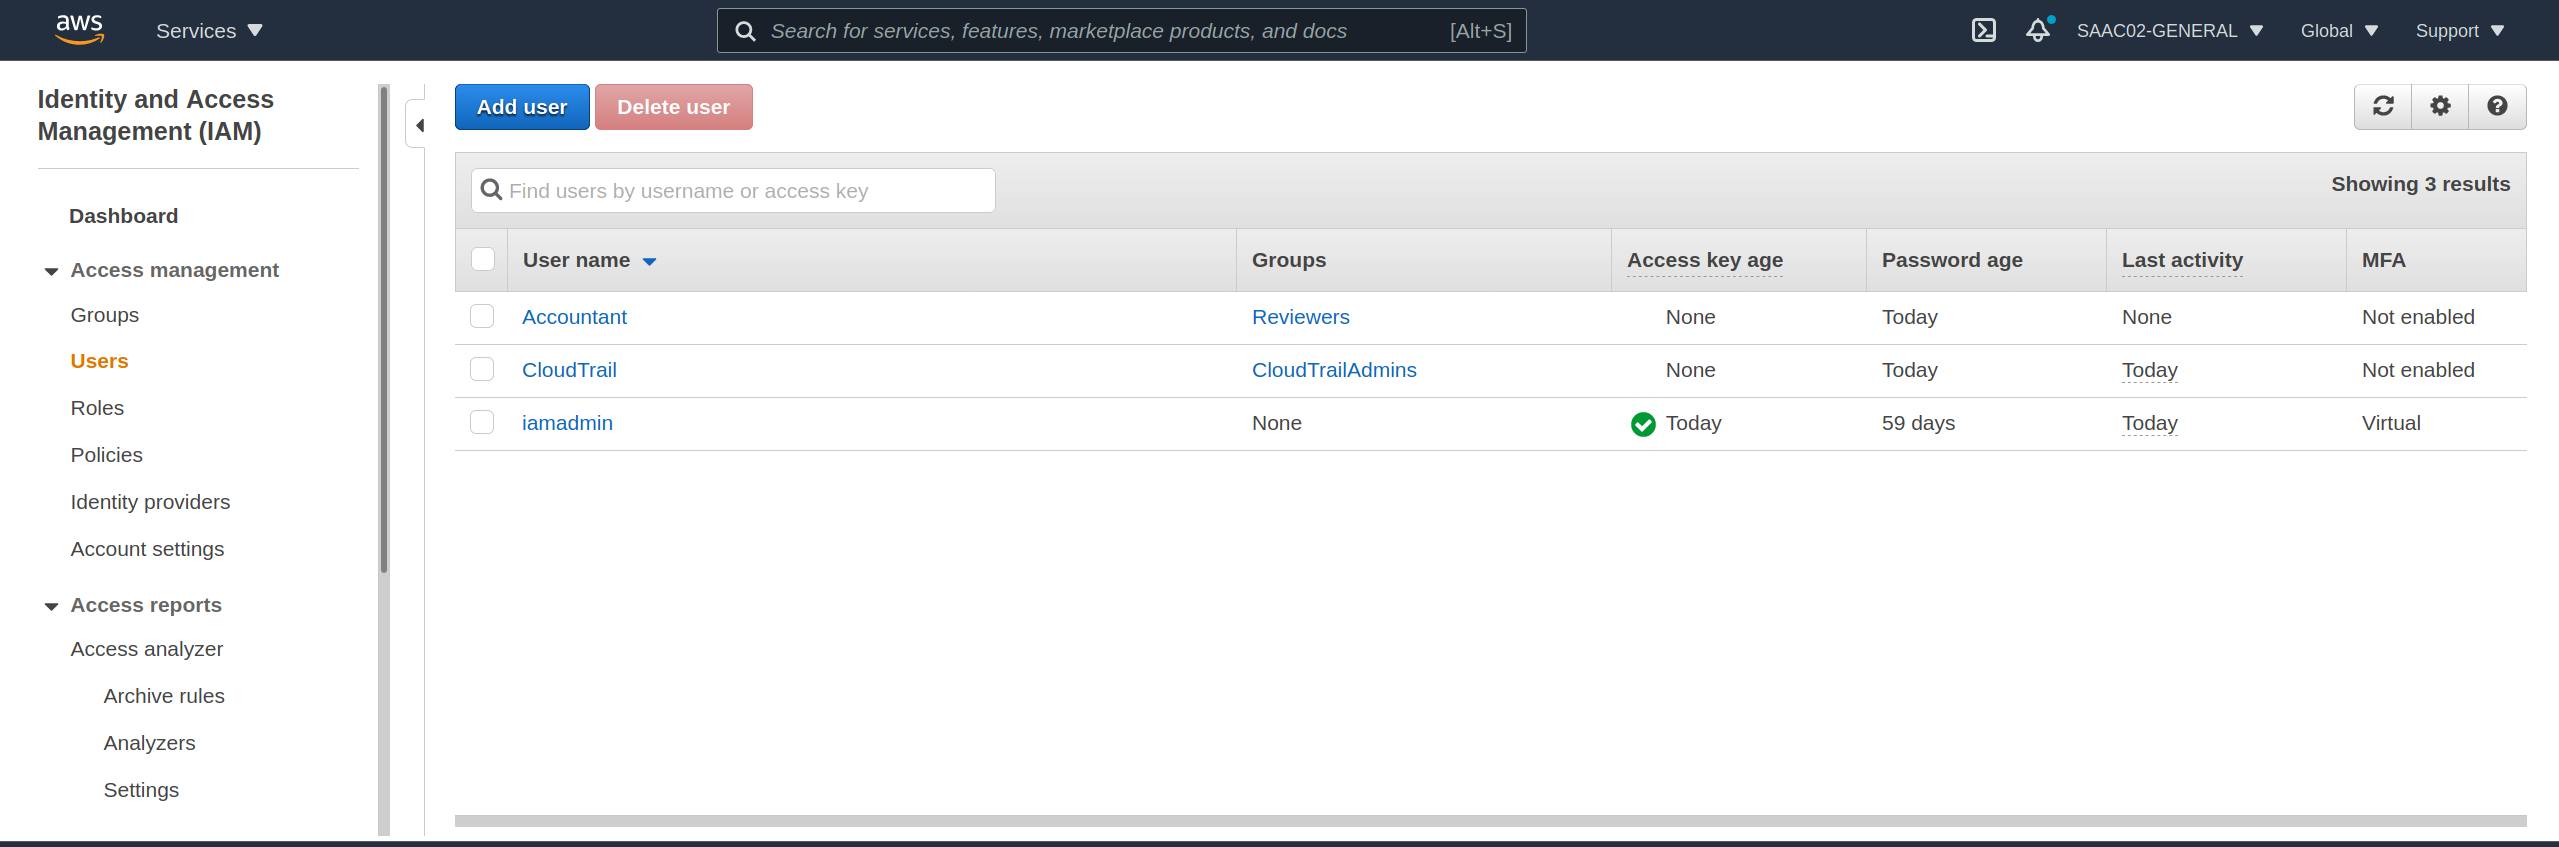 aws Services Search for services, features, marketplace products, and docs [Alt+S] SAAC02-GENERAL Global Support
Identity and Access
Management (IAM)
Dashboard
Access management
Groups
Users
Roles
Policies
Identity providers
Account settings
Access reports
Access analyzer
Archive rules
Analyzers
Settings
Add user Delete user
Find users by username or access key Showing 3 results
User name Groups Access key age Password age Last activity MFA
Accountant Reviewers None Today None Not enabled
CloudTrail CloudTrailAdmins None Today Today Not enabled
iamadmin None Today 59 days Today Virtual